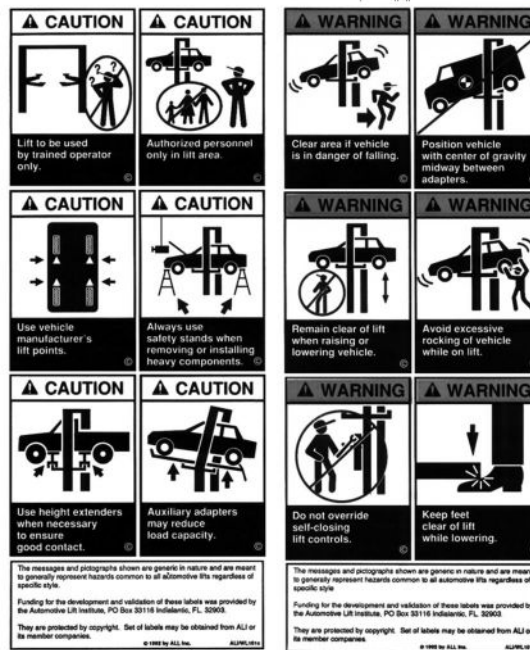 CAUTION
Lift to be used
by trained operator
only.
©
CAUTION
Authorized personnel
only in lift area.
©
CAUTION
Use vehicle
manufacturer's
lift points.
©
CAUTION
Always use
safety stands when
removing or installing
heavy components.
©
CAUTION
Use height extenders
when necessary
to ensure
good contact.
©
CAUTION
Auxiliary adapters
may reduce
load capacity.
©
The messages and pictographs shown are generic in nature and are meant
to generally represent hazards common to all automotive lifts regardless of
specific style.
Funding for the development and validation of these labels was provided by
the Automotive Lift Institute, PO Box 33116 Indialantic, FL 32903.
They are protected by copyright. Set of labels may be obtained from ALI or
its member companies.
© 1992 by ALI, Inc.
ALI/WL101c
WARNING
Clear area if vehicle
is in danger of falling.
©
WARNING
Position vehicle
with center of gravity
midway between
adapters.
WARNING
Remain clear of lift
when raising or
lowering vehicle.
©
WARNING
Avoid excessive
rocking of vehicle
while on lift.
WARNING
Do not override
self-closing
lift controls.
©
WARNING
Keep feet
clear of lift
while lowering.
The messages and pictographs shown are generic in nature and are meant
to generally represent hazards common to all automotive lifts regardless of
specific style
Funding for the development and validation of these labels was provided by
the Automotive Lift Institute, PO Box 33116 Indialantic, FL 32903.
They are protected by copyright. Set of labels may be obtained from ALI or
its member companies.
© 1992 by ALI, Inc.